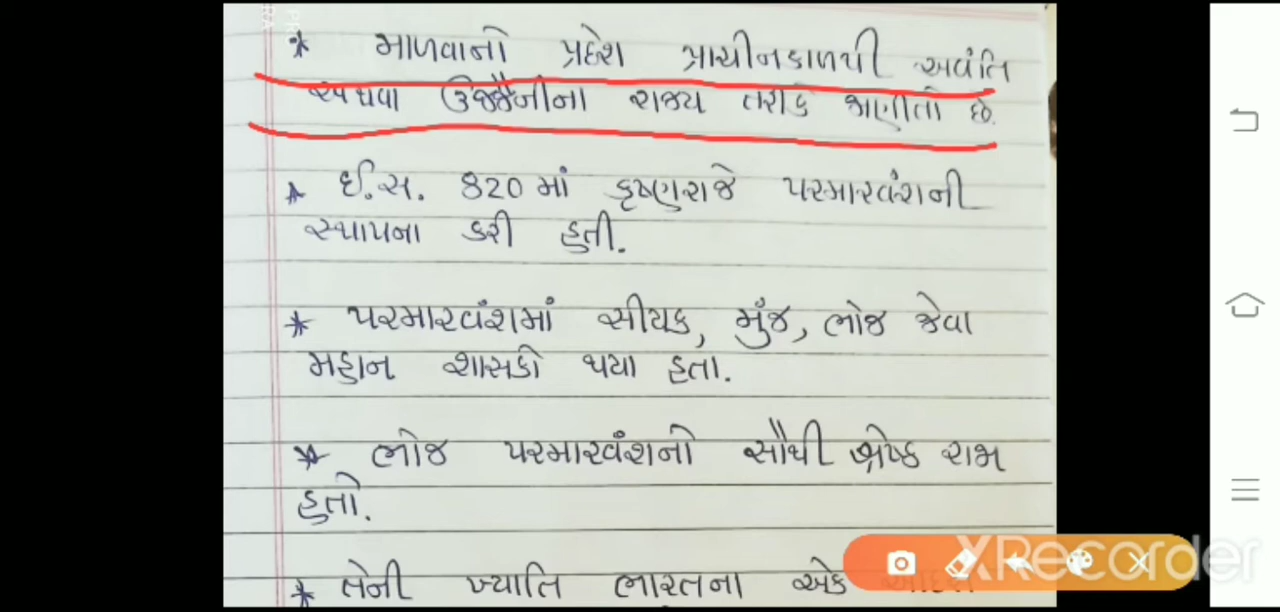 * માળવાનો પ્રદેશ પ્રાચીનકાળથી અવંતિ
અથવા ઉજ્જૈનીના રાજ્ય તરીકે જાણીતો છે.
* ઈ.સ. 820 માં કૃષ્ણરાજે પરમારવંશની
સ્થાપના કરી હતી.
* પરમારવંશમાં સીયક, મુંજ, ભોજ જેવા
મહાન શાસકો થયા હતા.
* ભોજ પરમારવંશનો સૌથી શ્રેષ્ઠ રાજા
હતો.
* તેની ખ્યાતિ ભારતના એક
XRecorder